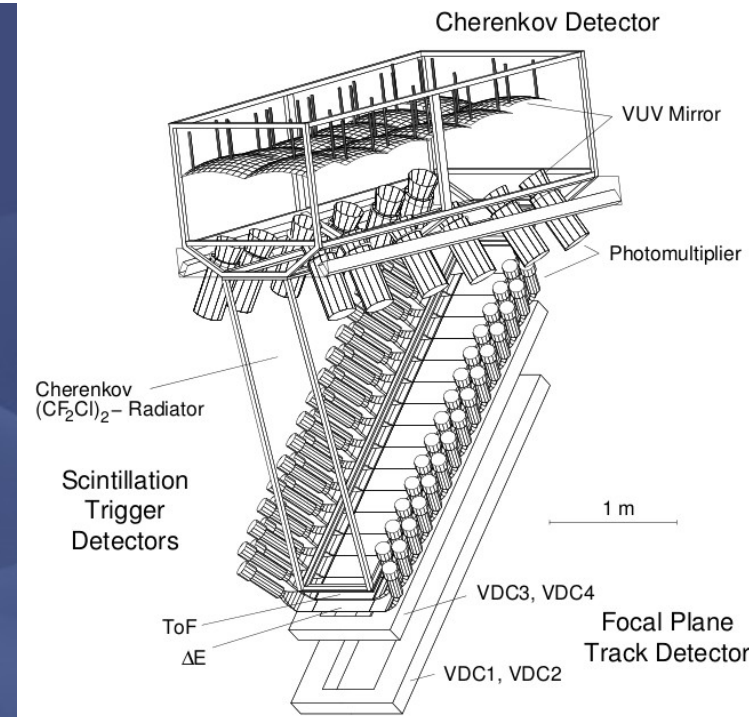 Cherenkov Detector
VUV Mirror
Photomultiplier
Cherenkov
(CF₂Cl)₂ – Radiator
Scintillation
Trigger
Detectors
1 m
ToF
ΔE
VDC3, VDC4
Focal Plane
Track Detector
VDC1, VDC2